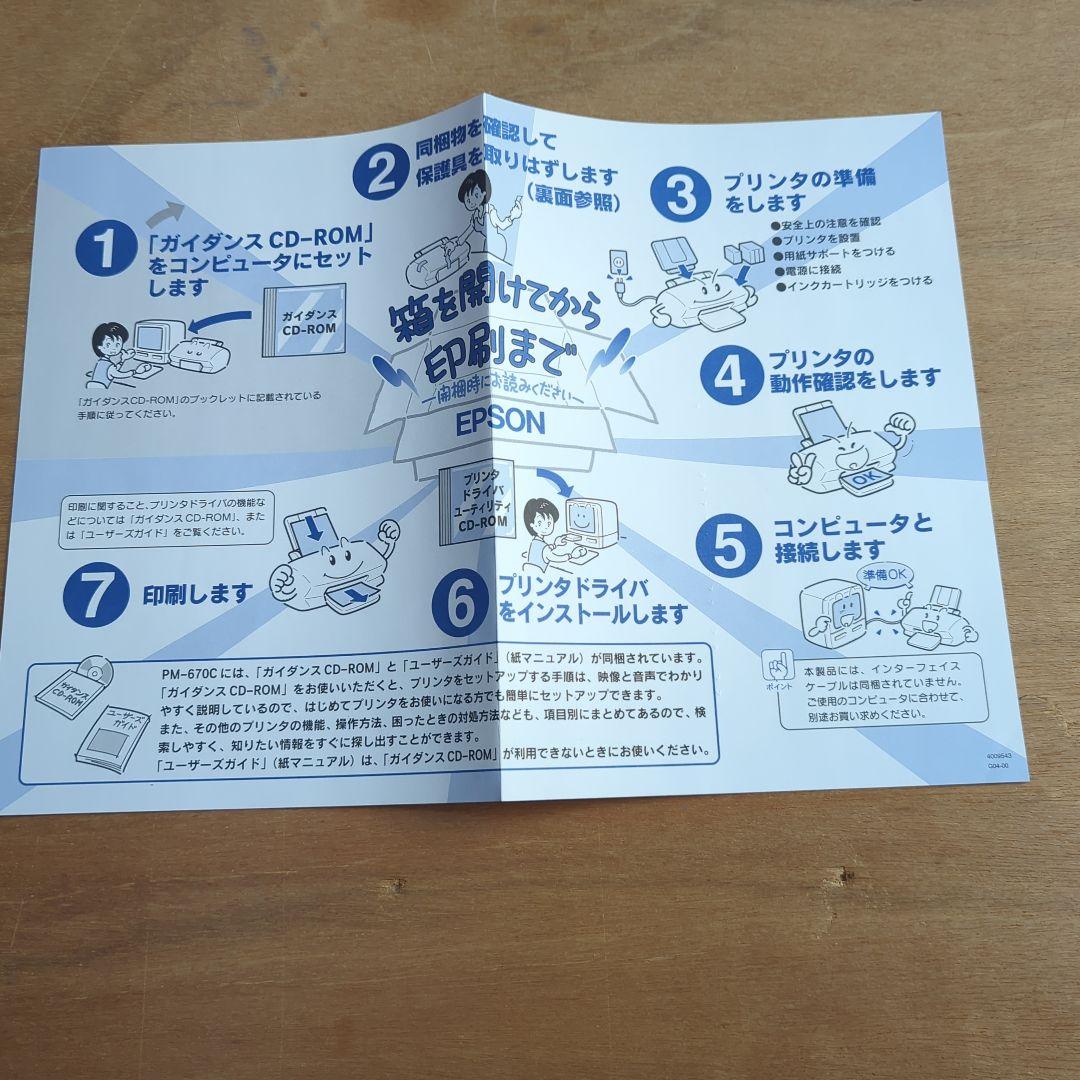 箱を開けてから
印刷まで
―開梱時にお読みください―
EPSON
1
「ガイダンス CD-ROM」
をコンピュータにセット
します
ガイダンス
CD-ROM
「ガイダンスCD-ROM」のブックレットに記載されている
手順に従ってください。
2
同梱物を確認して
保護具を取りはずします
（裏面参照）
3
プリンタの準備
をします
●安全上の注意を確認
●プリンタを設置
●用紙サポートをつける
●電源に接続
●インクカートリッジをつける
4
プリンタの
動作確認をします
OK
5
コンピュータと
接続します
準備OK
ポイント
本製品には、インターフェイス
ケーブルは同梱されていません。
ご使用のコンピュータに合わせて、
別途お買い求めください。
6
プリンタドライバ
をインストールします
プリンタ
ドライバ
ユーティリティ
CD-ROM
7
印刷します
印刷に関すること、プリンタドライバの機能な
どについては「ガイダンスCD-ROM」、また
は「ユーザーズガイド」をご覧ください。
ガイダンス
CD-ROM
ユーザーズ
ガイド
PM-670Cには、「ガイダンスCD-ROM」と「ユーザーズガイド」（紙マニュアル）が同梱されています。
「ガイダンスCD-ROM」をお使いいただくと、プリンタをセットアップする手順は、映像と音声でわかり
やすく説明しているので、はじめてプリンタをお使いになる方でも簡単にセットアップできます。
また、その他のプリンタの機能、操作方法、困ったときの対処方法なども、項目別にまとめてあるので、検
索しやすく、知りたい情報をすぐに探し出すことができます。
「ユーザーズガイド」（紙マニュアル）は、「ガイダンスCD-ROM」が利用できないときにお使いください。
4009543
G04-00